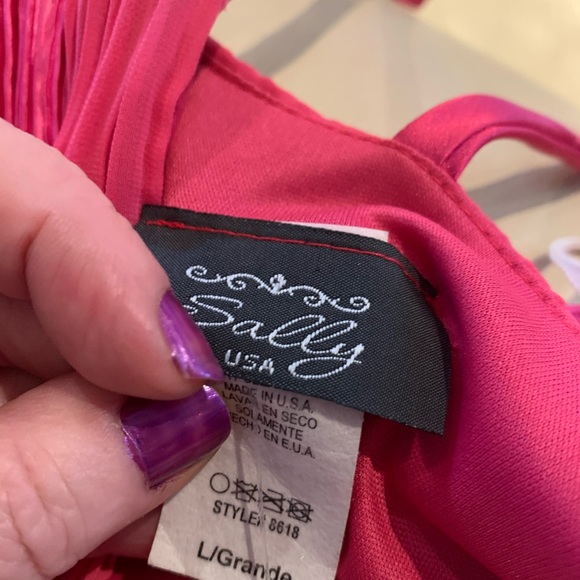 Sally
USA
MADE IN U.S.A.
LAVAR EN SECO
SOLAMENTE
HECHO EN E.U.A.
STYLE# 8618
L/Grande